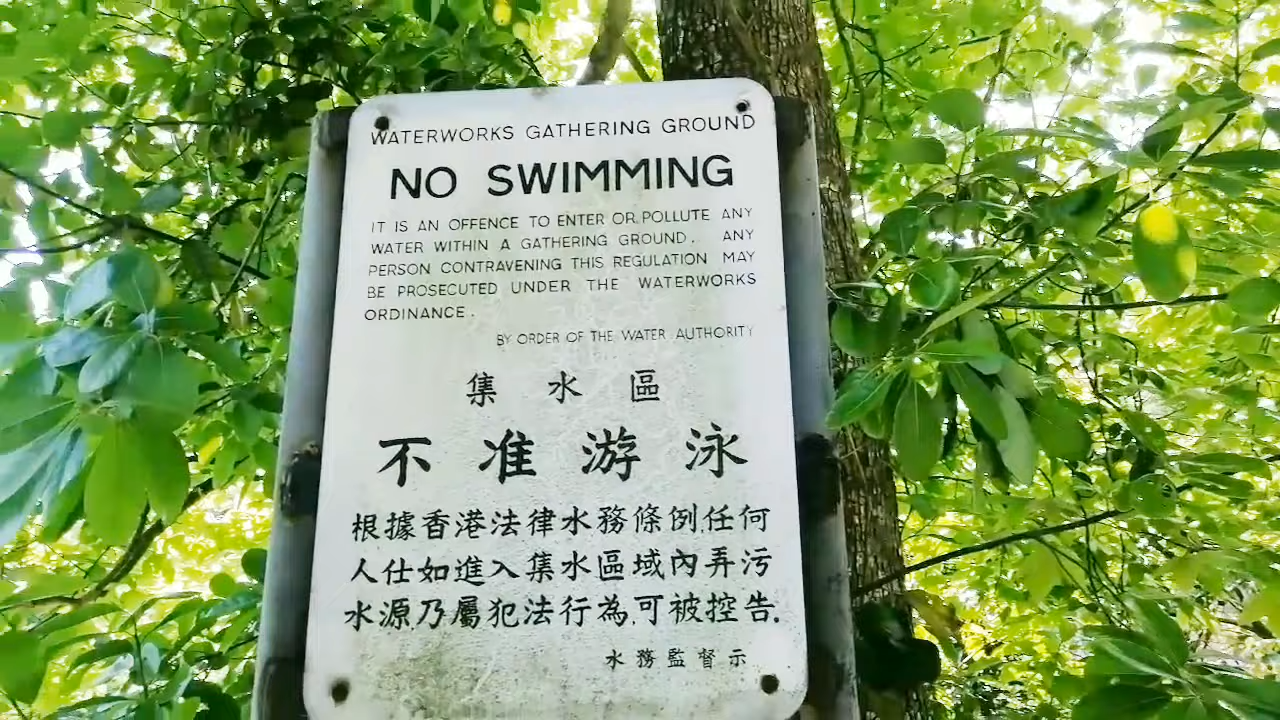 WATERWORKS GATHERING GROUND
NO SWIMMING
IT IS AN OFFENCE TO ENTER OR POLLUTE ANY
WATER WITHIN A GATHERING GROUND. ANY
PERSON CONTRAVENING THIS REGULATION MAY
BE PROSECUTED UNDER THE WATERWORKS
ORDINANCE.
BY ORDER OF THE WATER AUTHORITY
集水區
不准游泳
根據香港法律水務條例,任何
人仕如進入集水區域內弄污
水源,乃屬犯法行為,可被控告.
水務監督示